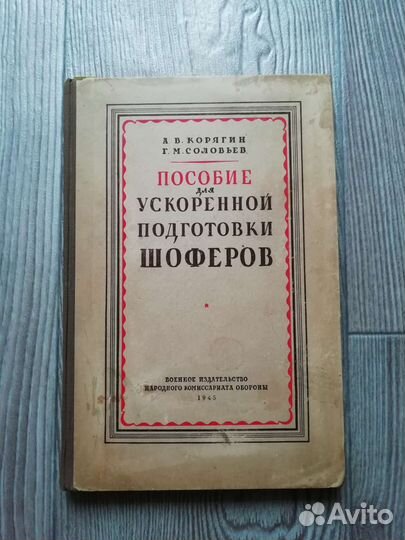 А. В. КОРЯГИН
Г. М. СОЛОВЬЕВ
ПОСОБИЕ
для
УСКОРЕННОЙ
ПОДГОТОВКИ
ШОФЕРОВ
ВОЕННОЕ ИЗДАТЕЛЬСТВО
НАРОДНОГО КОМИССАРИАТА ОБОРОНЫ
1945
Avito